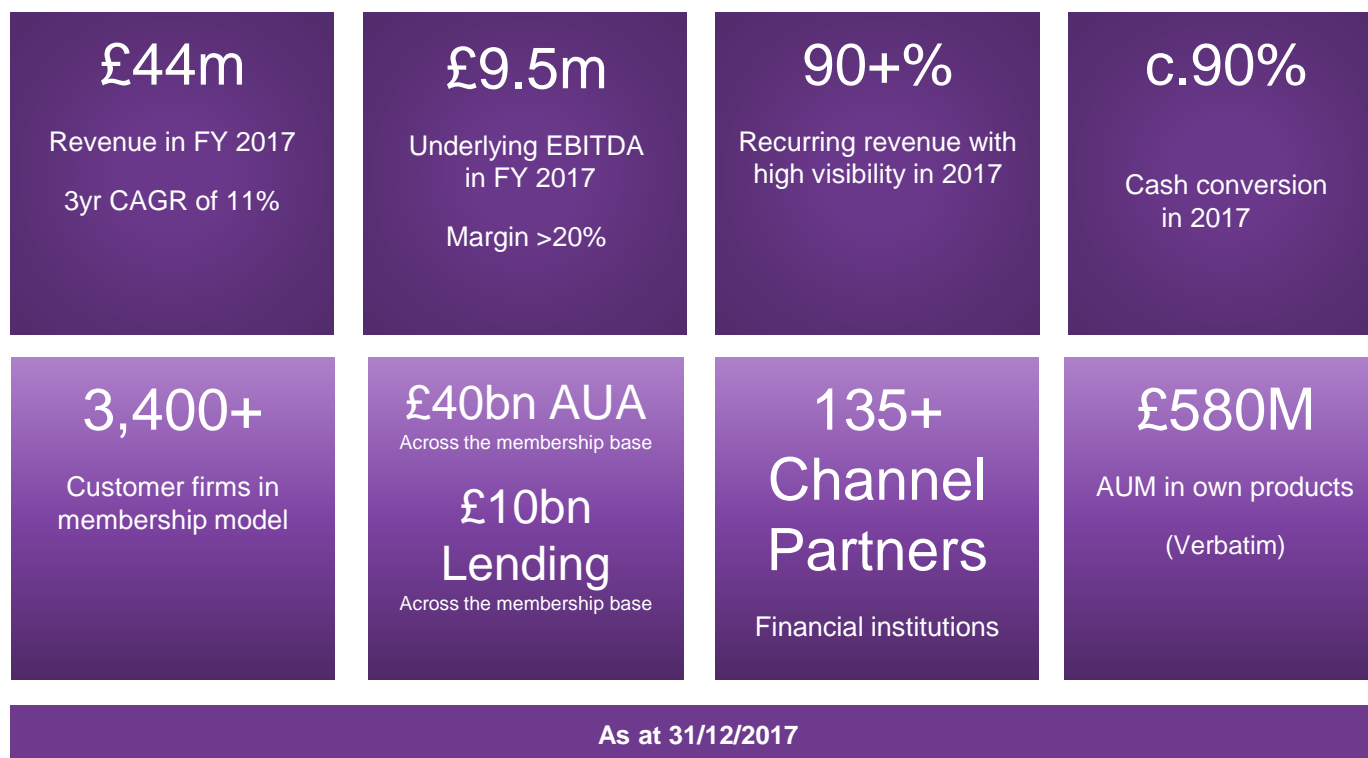 £44m
Revenue in FY 2017
3yr CAGR of 11%
£9.5m
Underlying EBITDA
in FY 2017
Margin >20%
90+%
Recurring revenue with
high visibility in 2017
c.90%
Cash conversion
in 2017
3,400+
Customer firms in
membership model
£40bn AUA
Across the membership base
£10bn
Lending
Across the membership base
135+
Channel
Partners
Financial institutions
£580M
AUM in own products
(Verbatim)
As at 31/12/2017